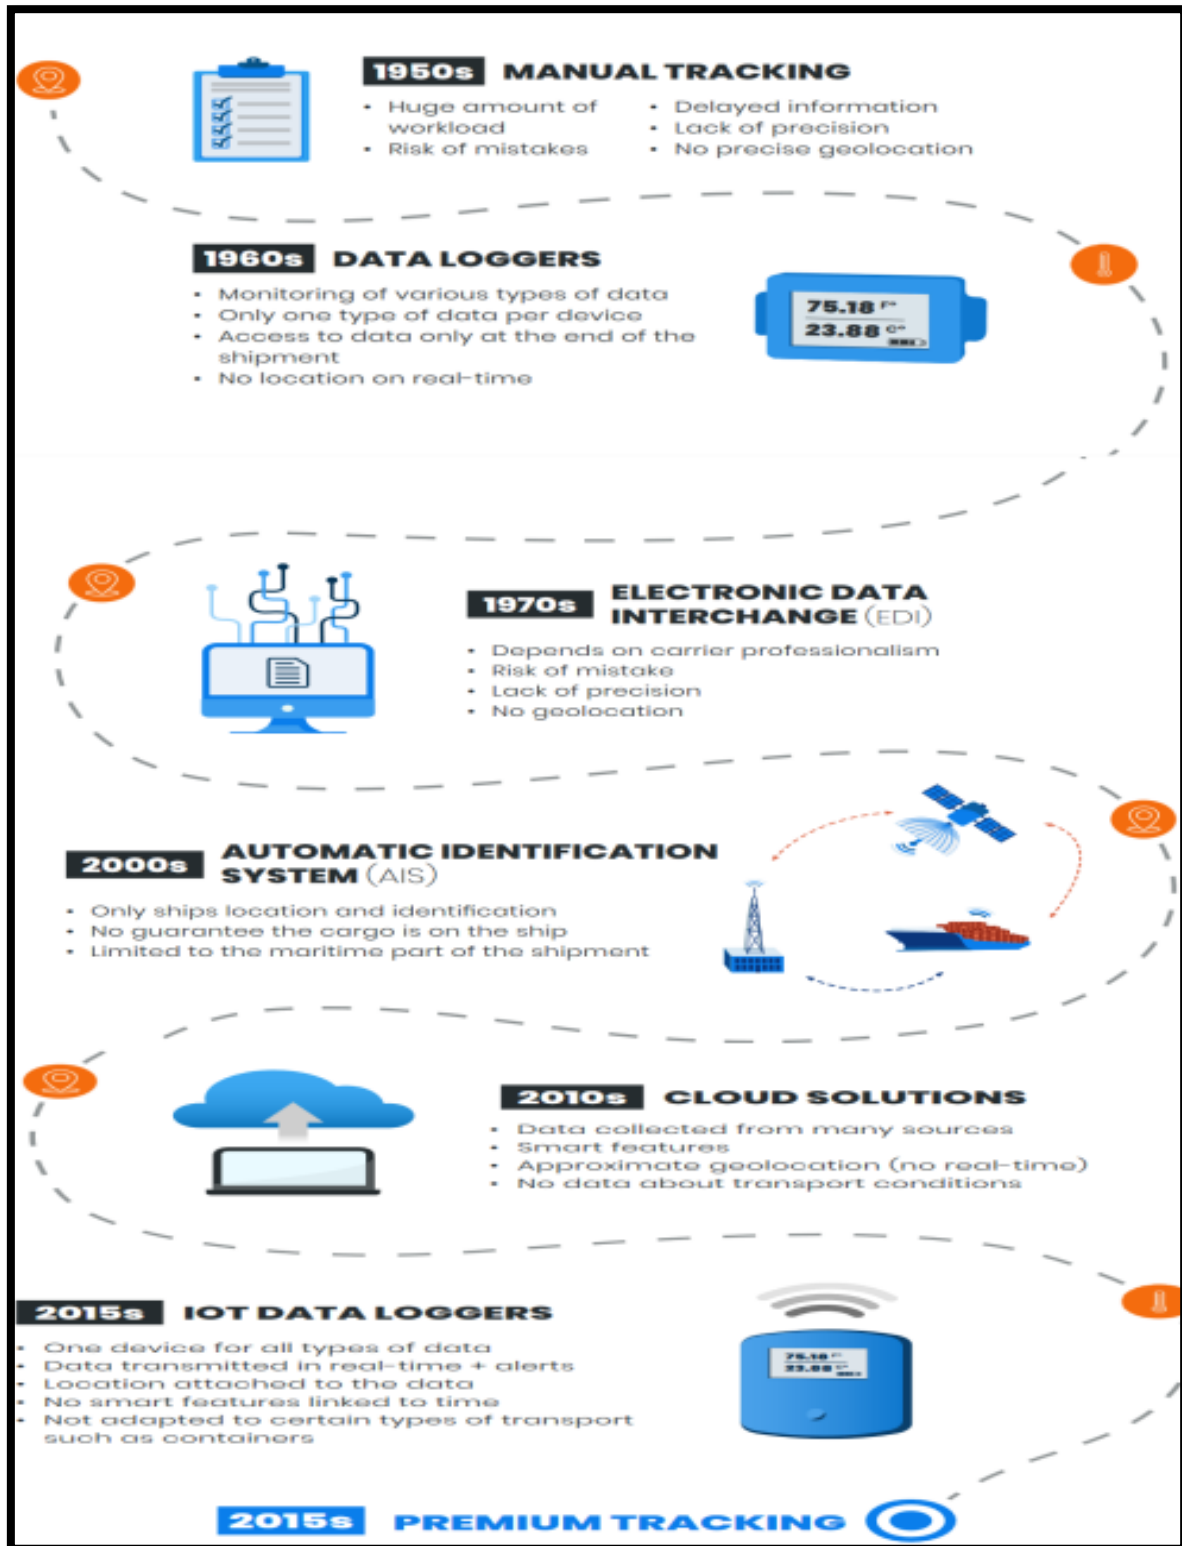 1950s MANUAL TRACKING
• Huge amount of
workload
• Risk of mistakes
• Delayed information
• Lack of precision
• No precise geolocation
1960s DATA LOGGERS
• Monitoring of various types of data
• Only one type of data per device
• Access to data only at the end of the
shipment
• No location on real-time
75.18 F°
23.88 C°
1970s ELECTRONIC DATA
INTERCHANGE (EDI)
• Depends on carrier professionalism
• Risk of mistake
• Lack of precision
• No geolocation
2000s AUTOMATIC IDENTIFICATION
SYSTEM (AIS)
• Only ships location and identification
• No guarantee the cargo is on the ship
• Limited to the maritime part of the shipment
2010s CLOUD SOLUTIONS
• Data collected from many sources
• Smart features
• Approximate geolocation (no real-time)
• No data about transport conditions
2015s IOT DATA LOGGERS
• One device for all types of data
• Data transmitted in real-time + alerts
• Location attached to the data
• No smart features linked to time
• Not adapted to certain types of transport
such as containers
75.18 F°
23.88 C°
2015s PREMIUM TRACKING